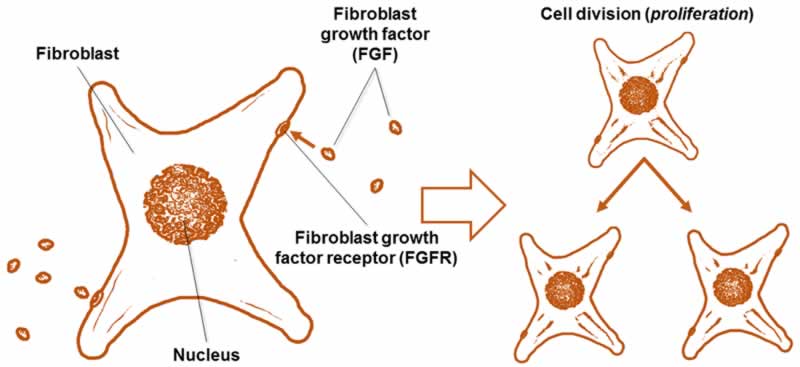 Fibroblast
Fibroblast
growth factor
(FGF)
Cell division (proliferation)
Fibroblast growth
factor receptor (FGFR)
Nucleus